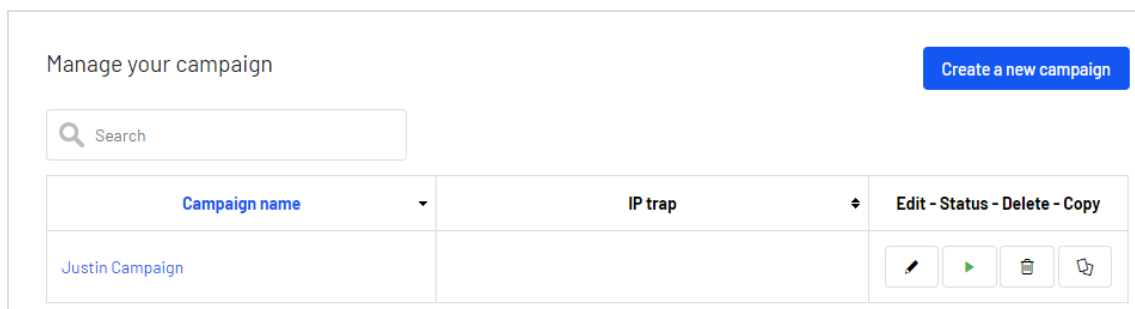 Manage your campaign
Create a new campaign
Search
Campaign name
IP trap
Edit - Status - Delete - Copy
Justin Campaign